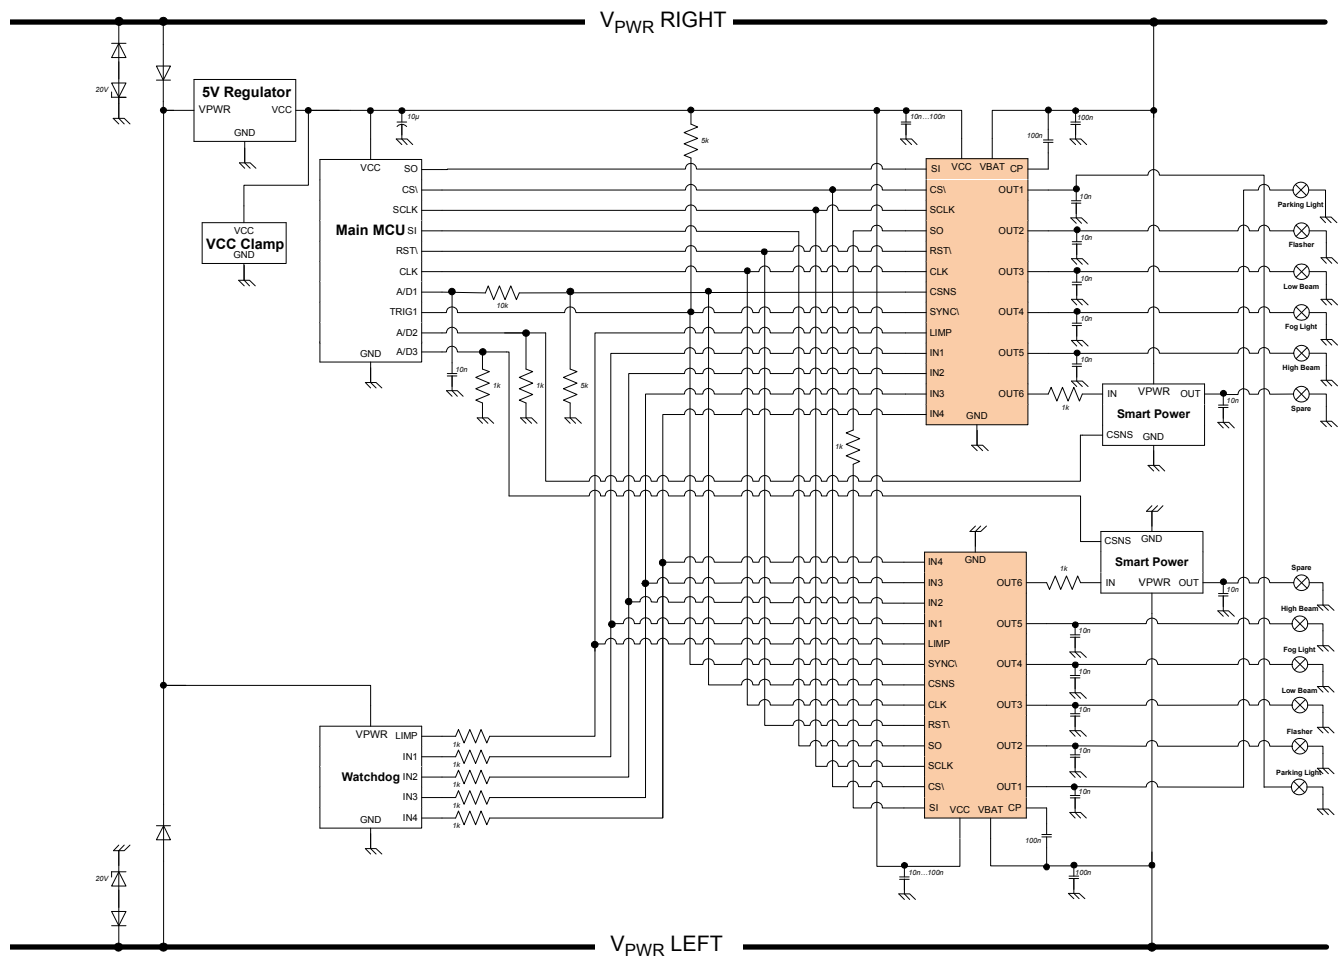 V_PWR RIGHT
20V
5V Regulator
VPWR VCC
GND
10µ
5k
10n...100n
100n
100n
VCC
VCC Clamp
GND
VCC
Main MCU
SO
CS\
SCLK
SI
RST\
CLK
A/D1
TRIG1
A/D2
A/D3
GND
10k
10n
1k
1k
5k
1k
SI VCC VBAT CP
CS\ OUT1
SCLK
SO OUT2
RST\
CLK OUT3
CSNS
SYNC\ OUT4
LIMP
IN1 OUT5
IN2
IN3 OUT6
IN4 GND
10n
10n
10n
10n
10n
1k
IN VPWR OUT
Smart Power
CSNS GND
10n
Parking Light
Flasher
Low Beam
Fog Light
High Beam
Spare
CSNS GND
Smart Power
IN VPWR OUT
1k
10n
GND
IN4
IN3 OUT6
IN2
IN1 OUT5
LIMP
SYNC\ OUT4
CSNS
CLK OUT3
RST\
SO OUT2
SCLK
CS\ OUT1
SI VCC VBAT CP
10n
10n
10n
10n
10n
Spare
High Beam
Fog Light
Low Beam
Flasher
Parking Light
VPWR LIMP
IN1
Watchdog IN2
IN3
GND IN4
1k
1k
1k
1k
1k
100n
10n...100n
100n
20V
V_PWR LEFT